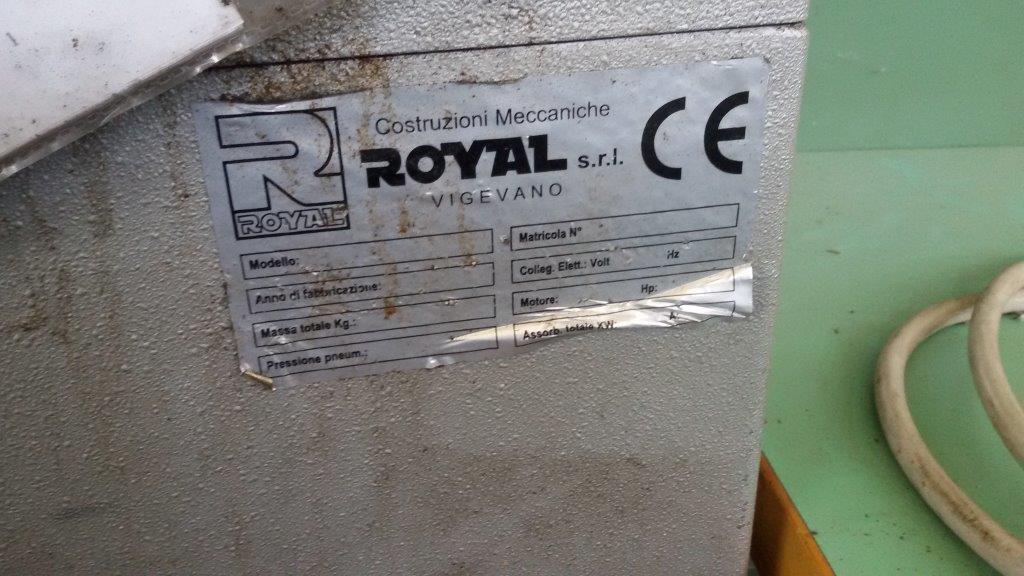 Costruzioni Meccaniche
ROYAL s.r.l.
VIGEVANO
CE
R
ROYAL
Modello:
Anno di fabbricazione:
Massa totale Kg.:
Pressione pneum.:
Matricola N°
Colleg. Elett.: Volt Hz
Motore: Hp:
Assorb. totale KW: A.